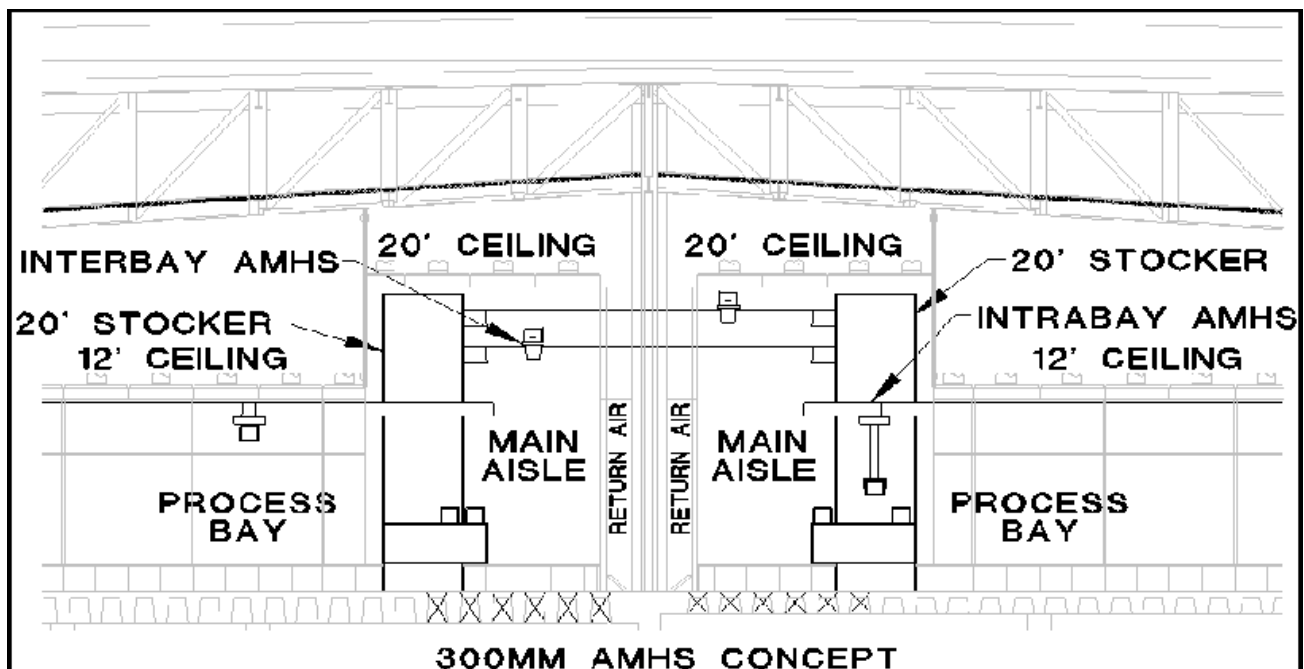 20' CEILING
20' CEILING
INTERBAY AMHS
20' STOCKER
20' STOCKER
12' CEILING
INTRABAY AMHS
12' CEILING
MAIN
AISLE
RETURN AIR
RETURN AIR
MAIN
AISLE
PROCESS
BAY
PROCESS
BAY
300MM AMHS CONCEPT